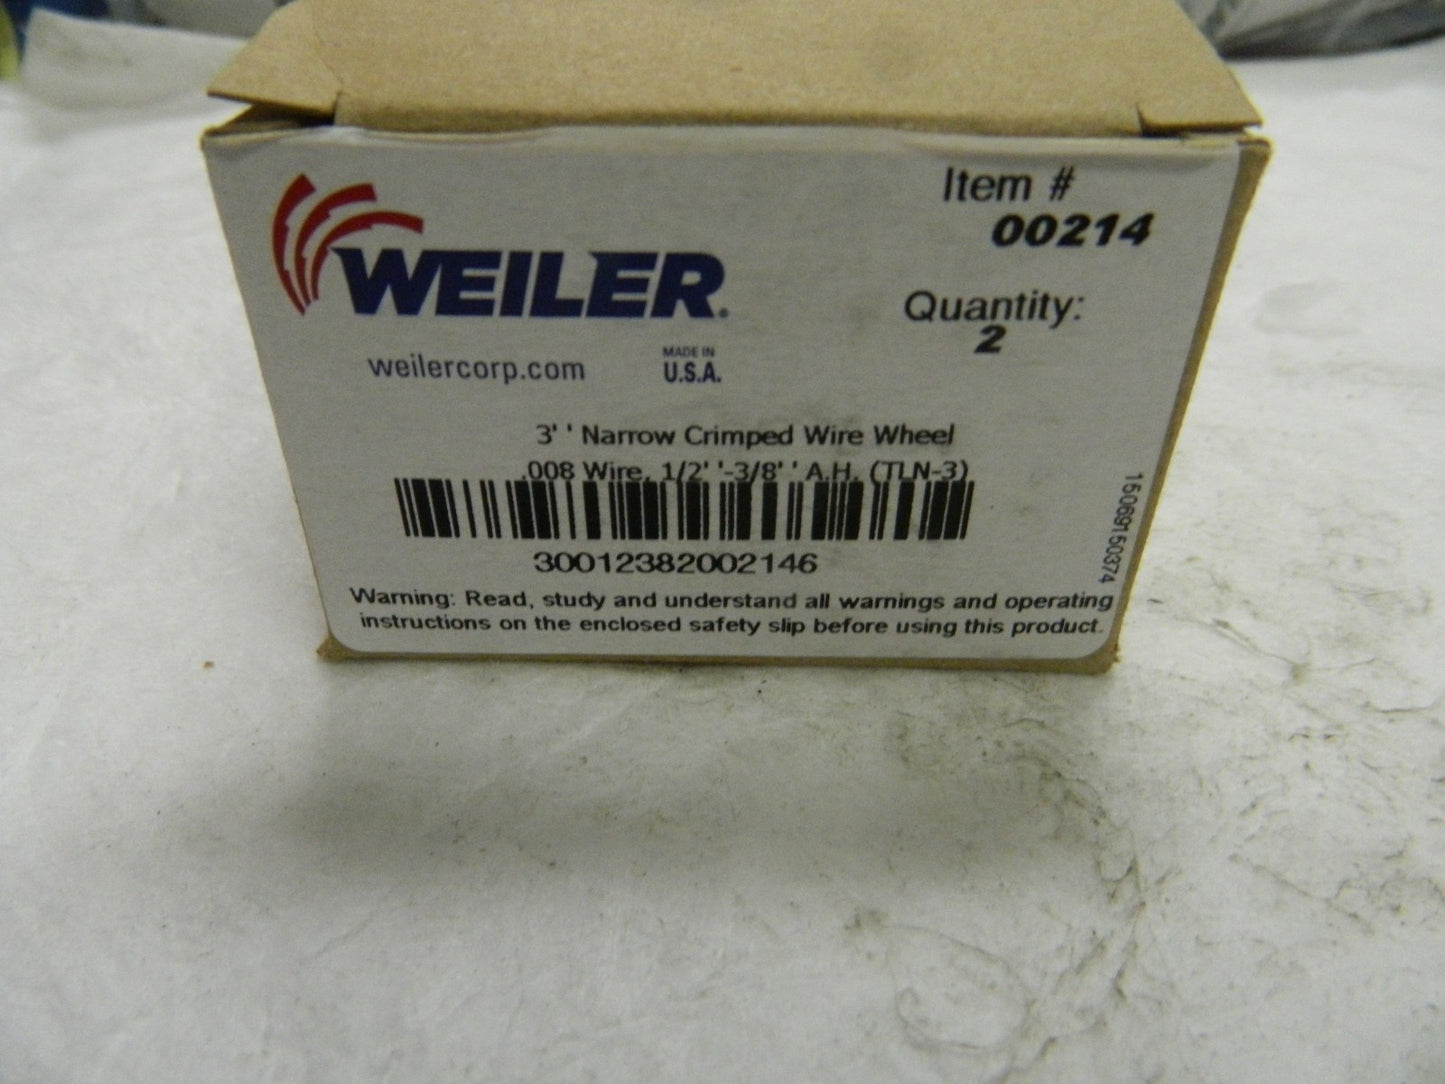 WEILER®
Item #
00214
Quantity:
2
weilercorp.com
MADE IN
U.S.A.
3'' Narrow Crimped Wire Wheel
.008 Wire, 1/2''-3/8'' A.H. (TLN-3)
30012382002146
15069150374
Warning: Read, study and understand all warnings and operating
instructions on the enclosed safety slip before using this product.